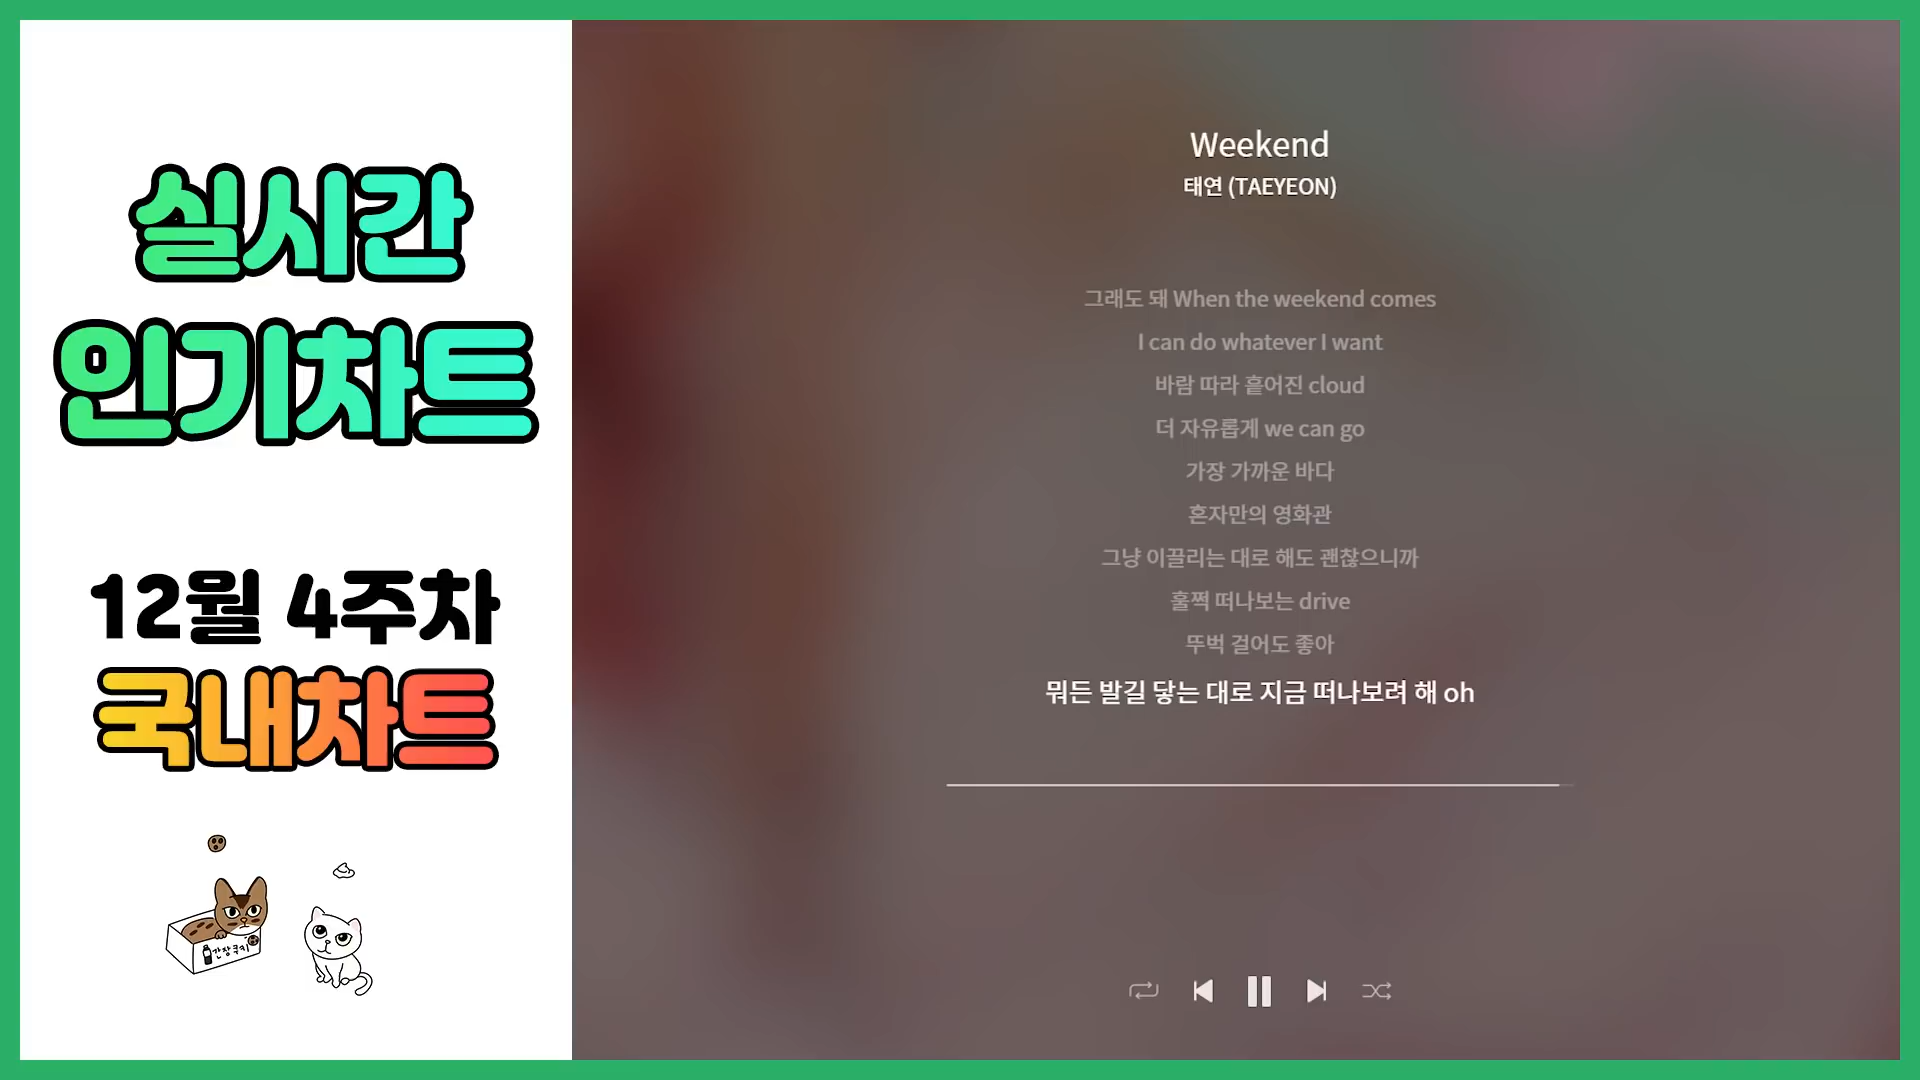 실시간
인기차트
12월 4주차
국내차트
간장쿠키
Weekend
태연 (TAEYEON)
그래도 돼 When the weekend comes
I can do whatever I want
바람 따라 흩어진 cloud
더 자유롭게 we can go
가장 가까운 바다
혼자만의 영화관
그냥 이끌리는 대로 해도 괜찮으니까
훌쩍 떠나보는 drive
뚜벅 걸어도 좋아
뭐든 발길 닿는 대로 지금 떠나보려 해 oh